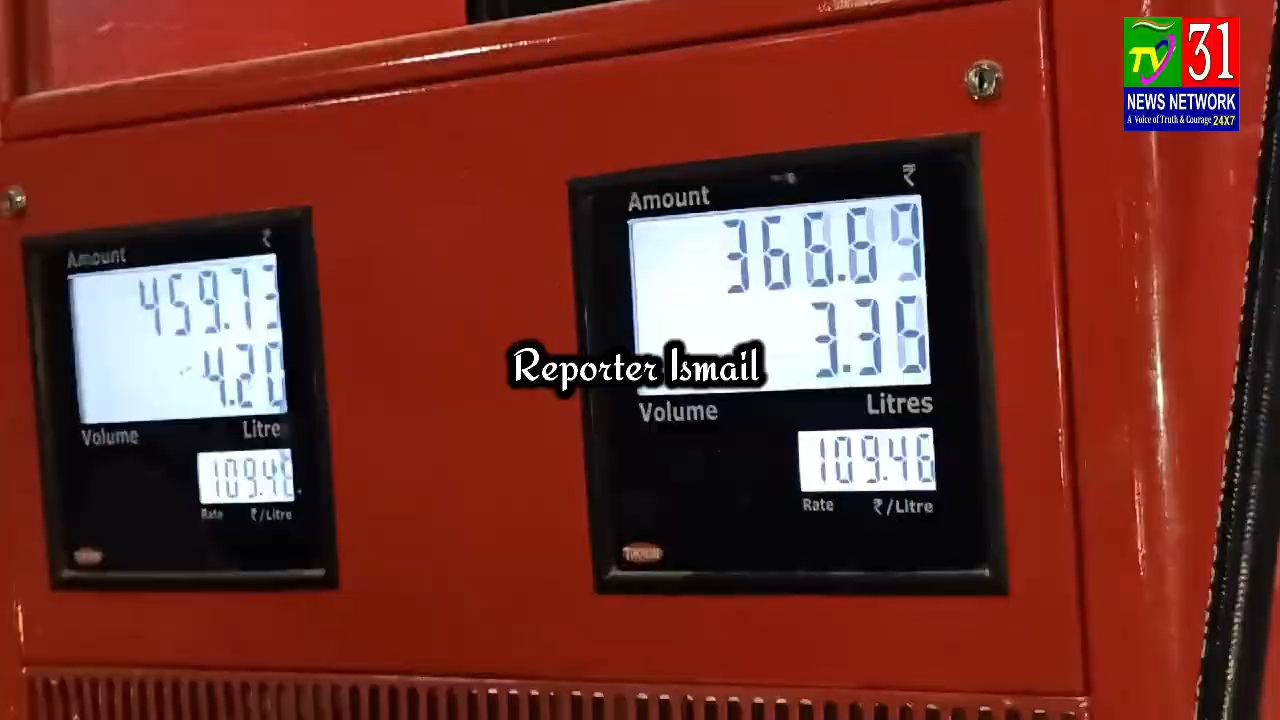 TV 31
NEWS NETWORK
A Voice of Truth & Courage 24X7
Amount ₹
459.73
4.20
Volume Litre
109.46
Rate ₹/Litre
Amount ₹
368.89
3.36
Reporter Ismail
Volume Litres
109.46
Rate ₹/Litre